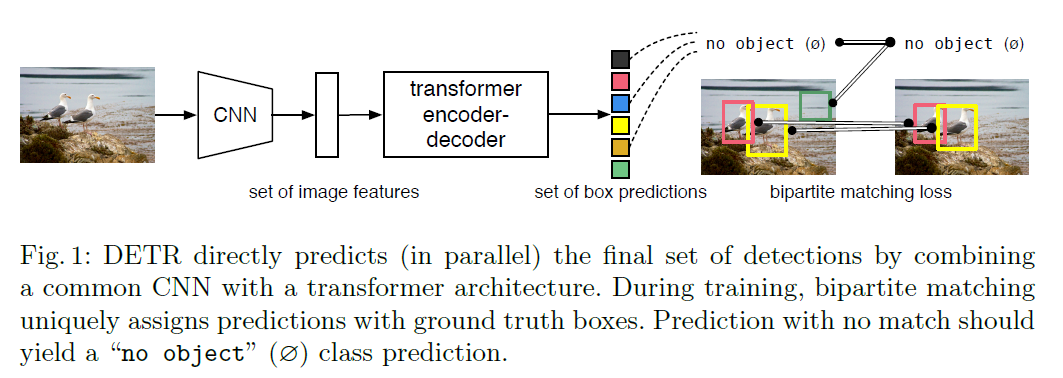 no object (ø) no object (ø)
CNN
transformer
encoder-
decoder
set of image features set of box predictions bipartite matching loss
Fig. 1: DETR directly predicts (in parallel) the final set of detections by combining
a common CNN with a transformer architecture. During training, bipartite matching
uniquely assigns predictions with ground truth boxes. Prediction with no match should
yield a “no object” (∅) class prediction.